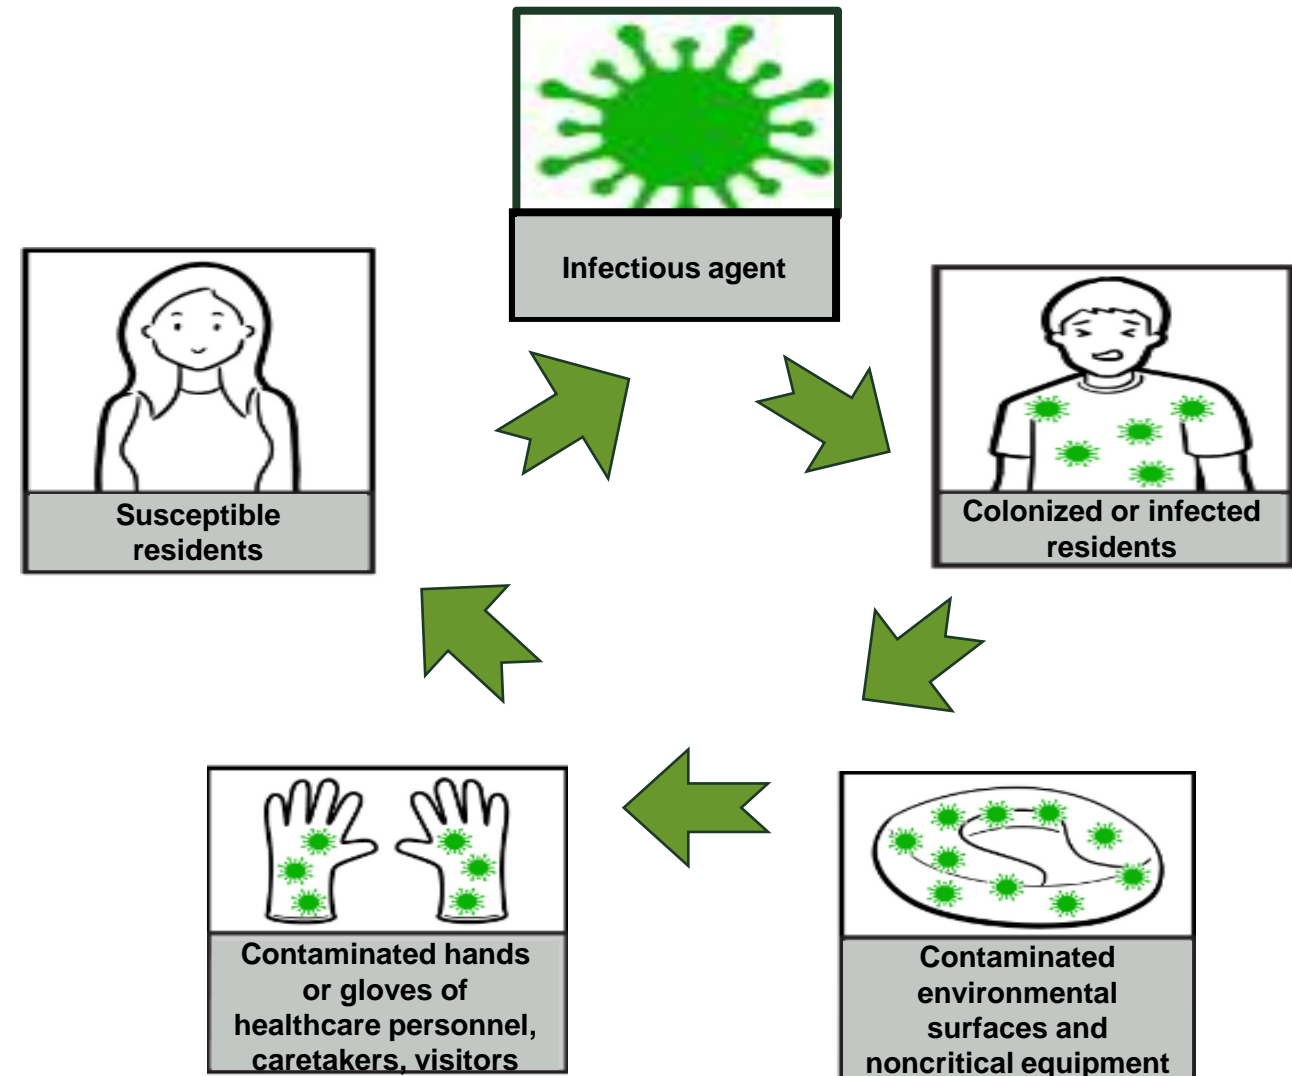 Infectious agent
Susceptible
residents
Colonized or infected
residents
Contaminated hands
or gloves of
healthcare personnel,
caretakers, visitors
Contaminated
environmental
surfaces and
noncritical equipment